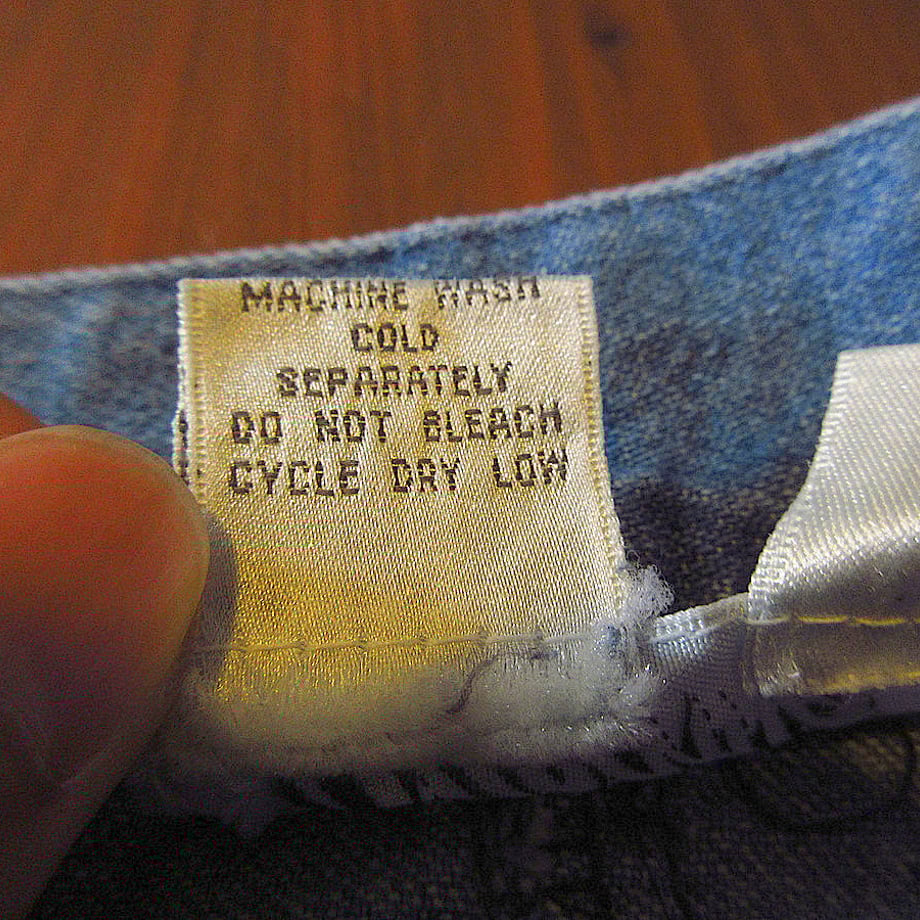 MACHINE WASH
COLD
SEPARATELY
DO NOT BLEACH
CYCLE DRY LOW